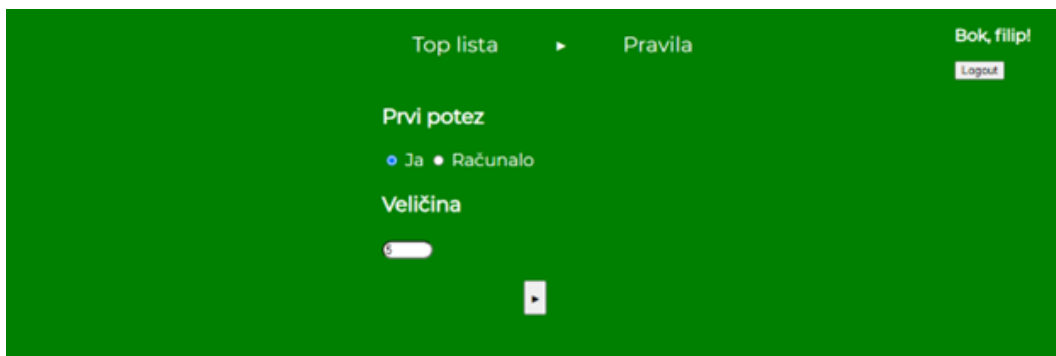 Top lista ▸ Pravila
Bok, filip!
Logout
Prvi potez
Ja Računalo
Veličina
5
▸